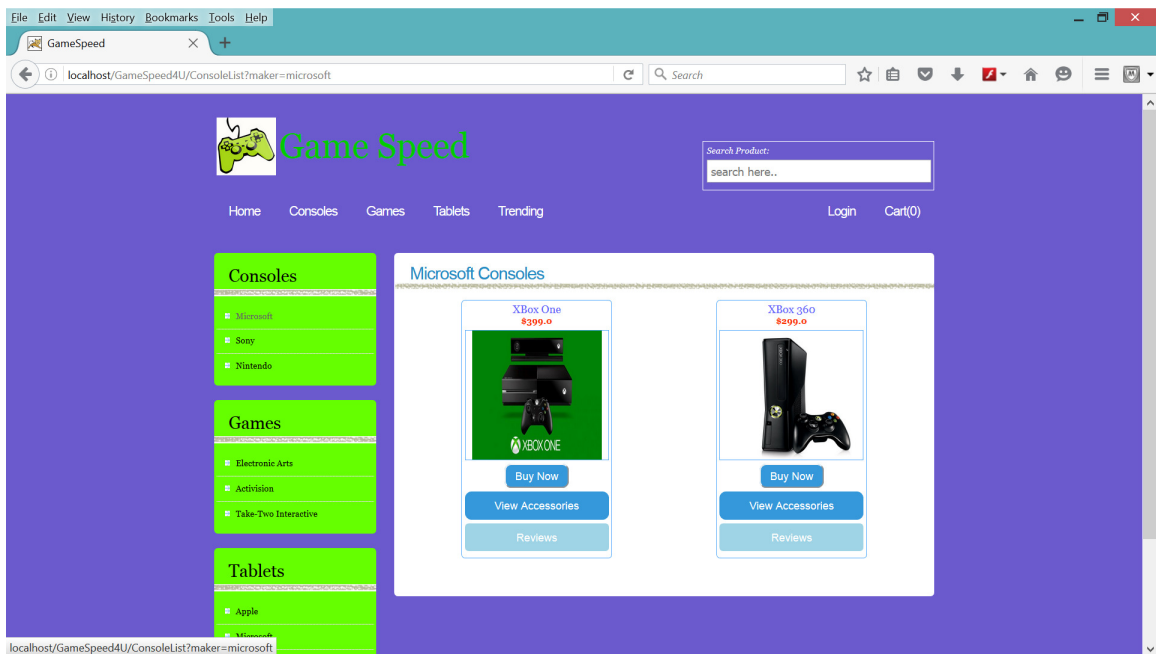 File Edit View History Bookmarks Tools Help
GameSpeed
localhost/GameSpeed4U/ConsoleList?maker=microsoft
Search
Game Speed
Search Product:
search here..
Home Consoles Games Tablets Trending Login Cart(0)
Consoles
Microsoft
Sony
Nintendo
Games
Electronic Arts
Activision
Take-Two Interactive
Tablets
Apple
Microsoft
Microsoft Consoles
XBox One
$399.0
XBOX ONE
Buy Now
View Accessories
Reviews
XBox 360
$299.0
Buy Now
View Accessories
Reviews
localhost/GameSpeed4U/ConsoleList?maker=microsoft